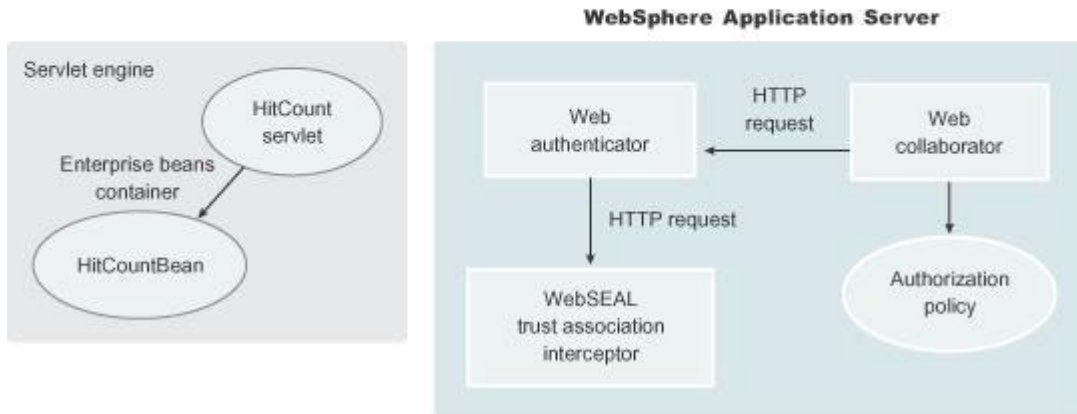 WebSphere Application Server
Servlet engine
HitCount
servlet
Enterprise beans
container
HitCountBean
Web
authenticator
HTTP
request
Web
collaborator
HTTP request
WebSEAL
trust association
interceptor
Authorization
policy